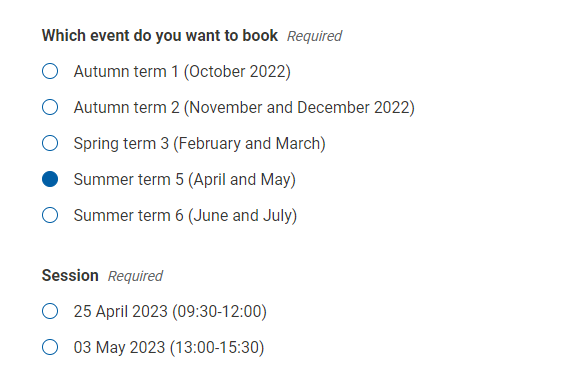 Which event do you want to book Required
Autumn term 1 (October 2022)
Autumn term 2 (November and December 2022)
Spring term 3 (February and March)
Summer term 5 (April and May)
Summer term 6 (June and July)
Session Required
25 April 2023 (09:30-12:00)
03 May 2023 (13:00-15:30)